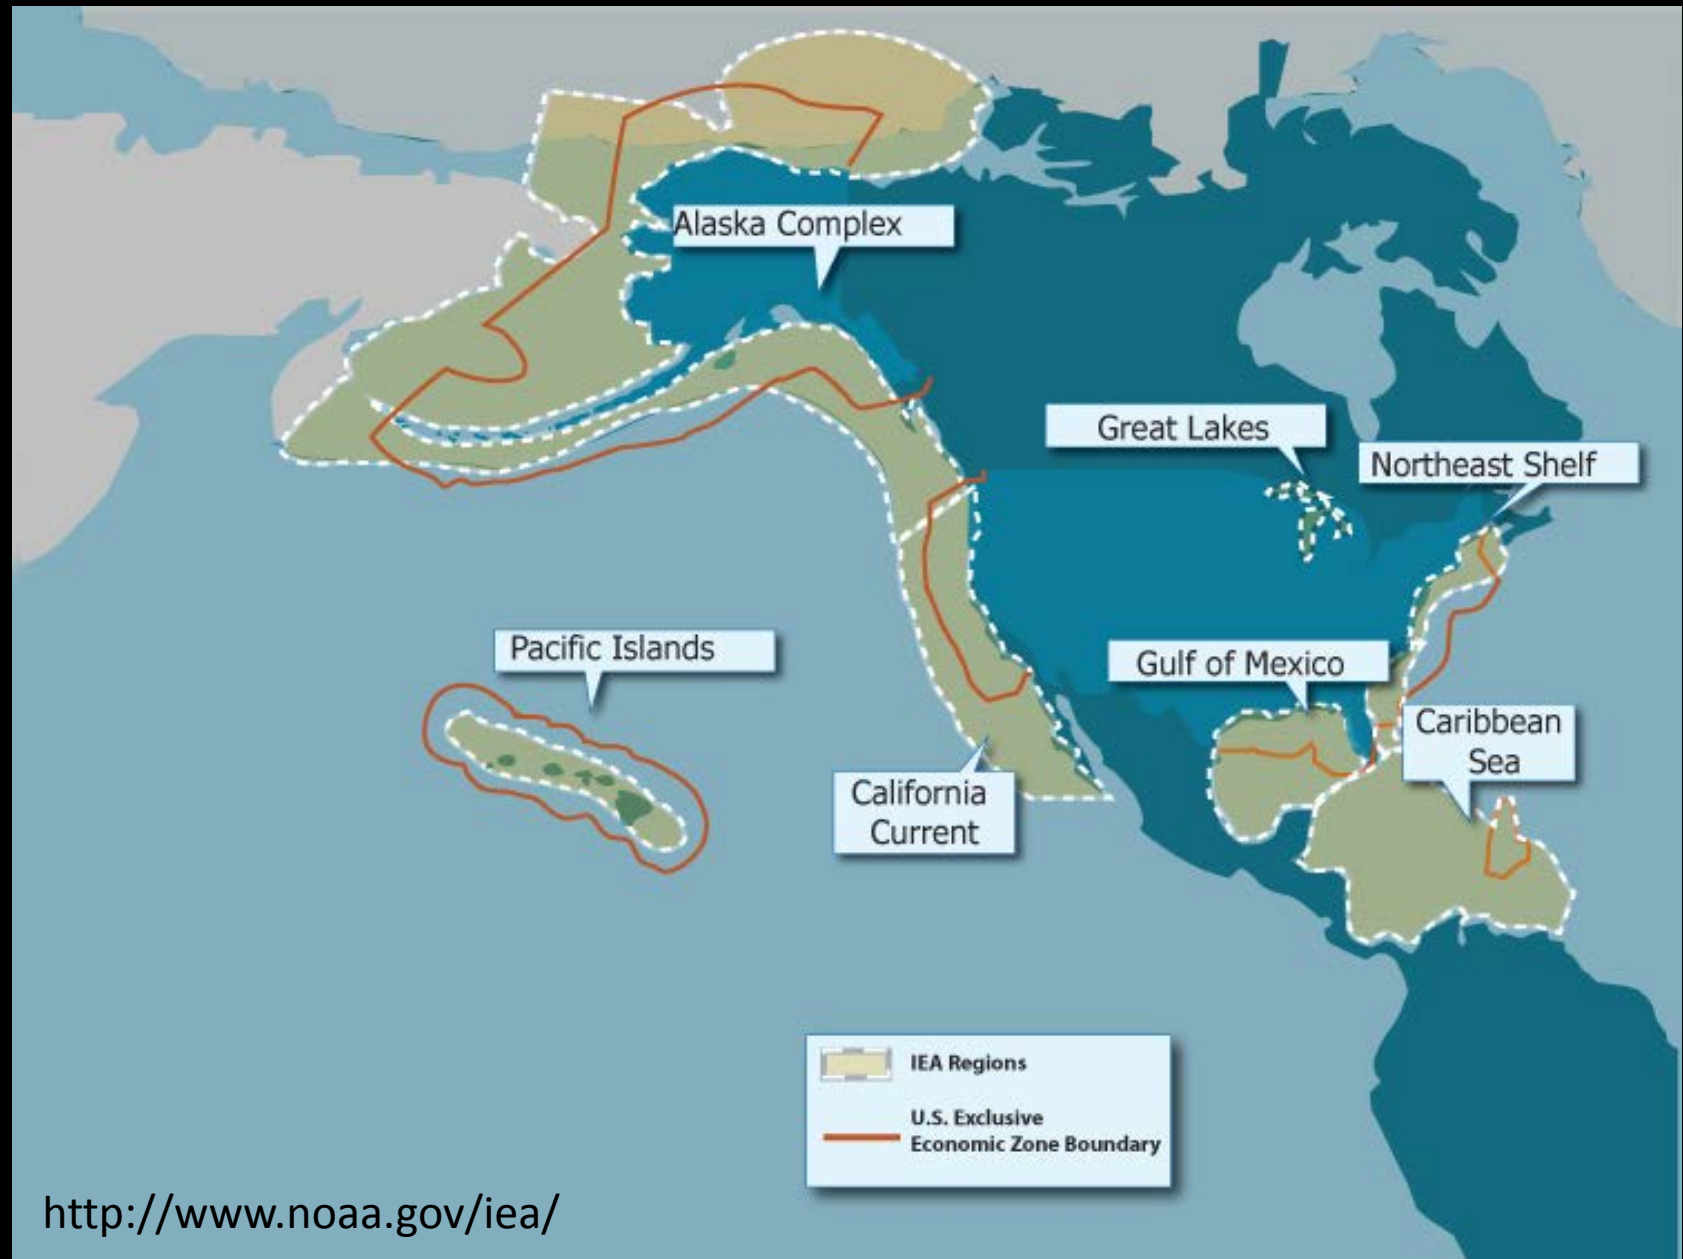 Alaska Complex
Great Lakes
Northeast Shelf
Pacific Islands
Gulf of Mexico
Caribbean
Sea
California
Current
IEA Regions
U.S. Exclusive
Economic Zone Boundary
http://www.noaa.gov/iea/